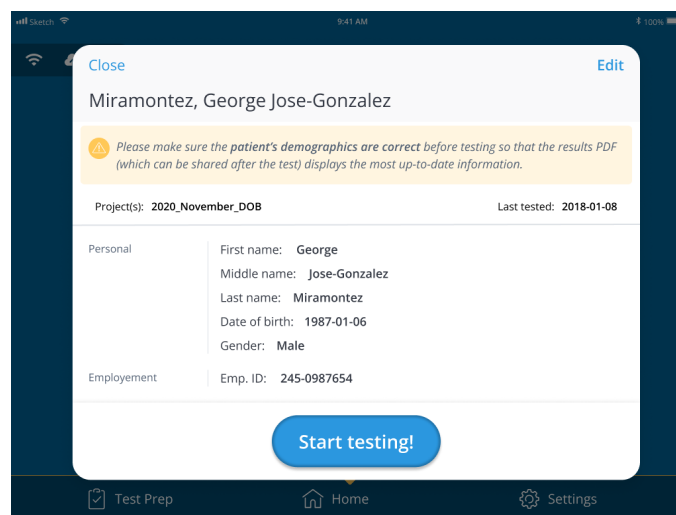 Sketch 9:41 AM 100%
Close Edit
Miramontez, George Jose-Gonzalez
Please make sure the patient's demographics are correct before testing so that the results PDF
(which can be shared after the test) displays the most up-to-date information.
Project(s): 2020_November_DOB Last tested: 2018-01-08
Personal First name: George
Middle name: Jose-Gonzalez
Last name: Miramontez
Date of birth: 1987-01-06
Gender: Male
Employement Emp. ID: 245-0987654
Start testing!
Test Prep Home Settings